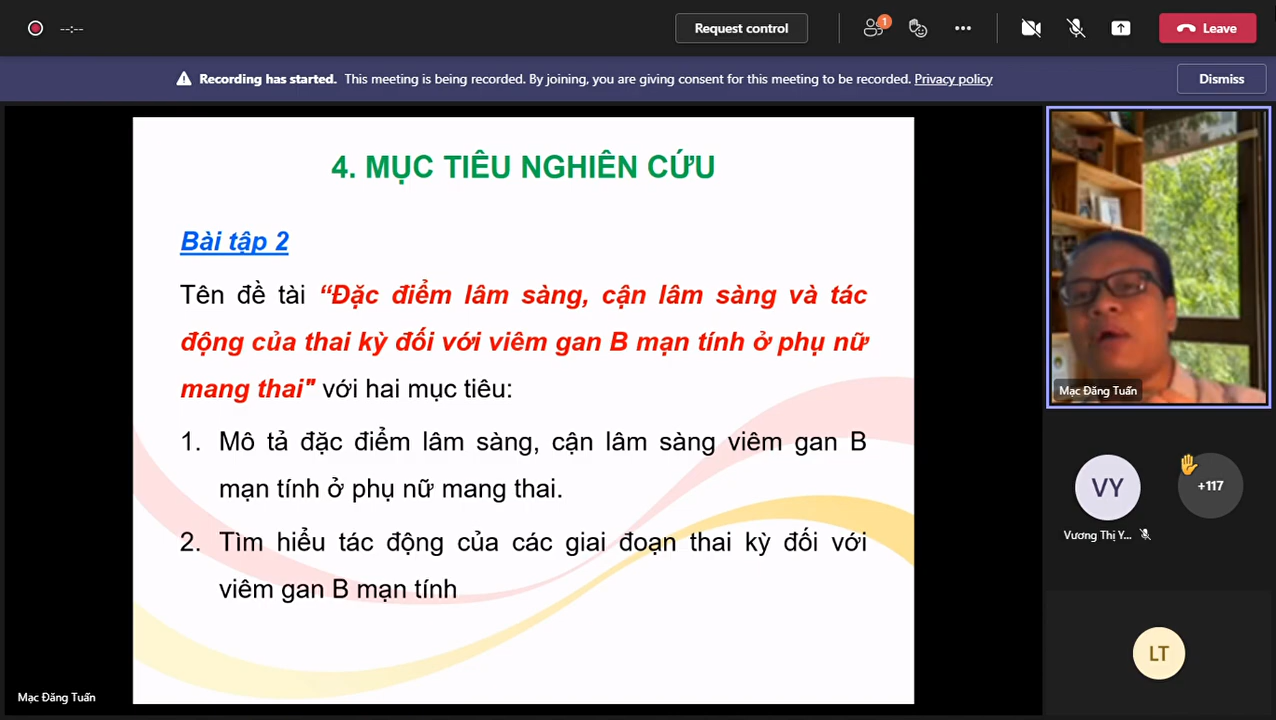 --:--
Request control
1
Leave
Recording has started. This meeting is being recorded. By joining, you are giving consent for this meeting to be recorded. Privacy policy
Dismiss
4. MỤC TIÊU NGHIÊN CỨU
Bài tập 2
Tên đề tài “Đặc điểm lâm sàng, cận lâm sàng và tác
động của thai kỳ đối với viêm gan B mạn tính ở phụ nữ
mang thai" với hai mục tiêu:
1. Mô tả đặc điểm lâm sàng, cận lâm sàng viêm gan B
mạn tính ở phụ nữ mang thai.
2. Tìm hiểu tác động của các giai đoạn thai kỳ đối với
viêm gan B mạn tính
Mạc Đăng Tuấn
VY
Vương Thị Y...
+117
LT
Mạc Đăng Tuấn